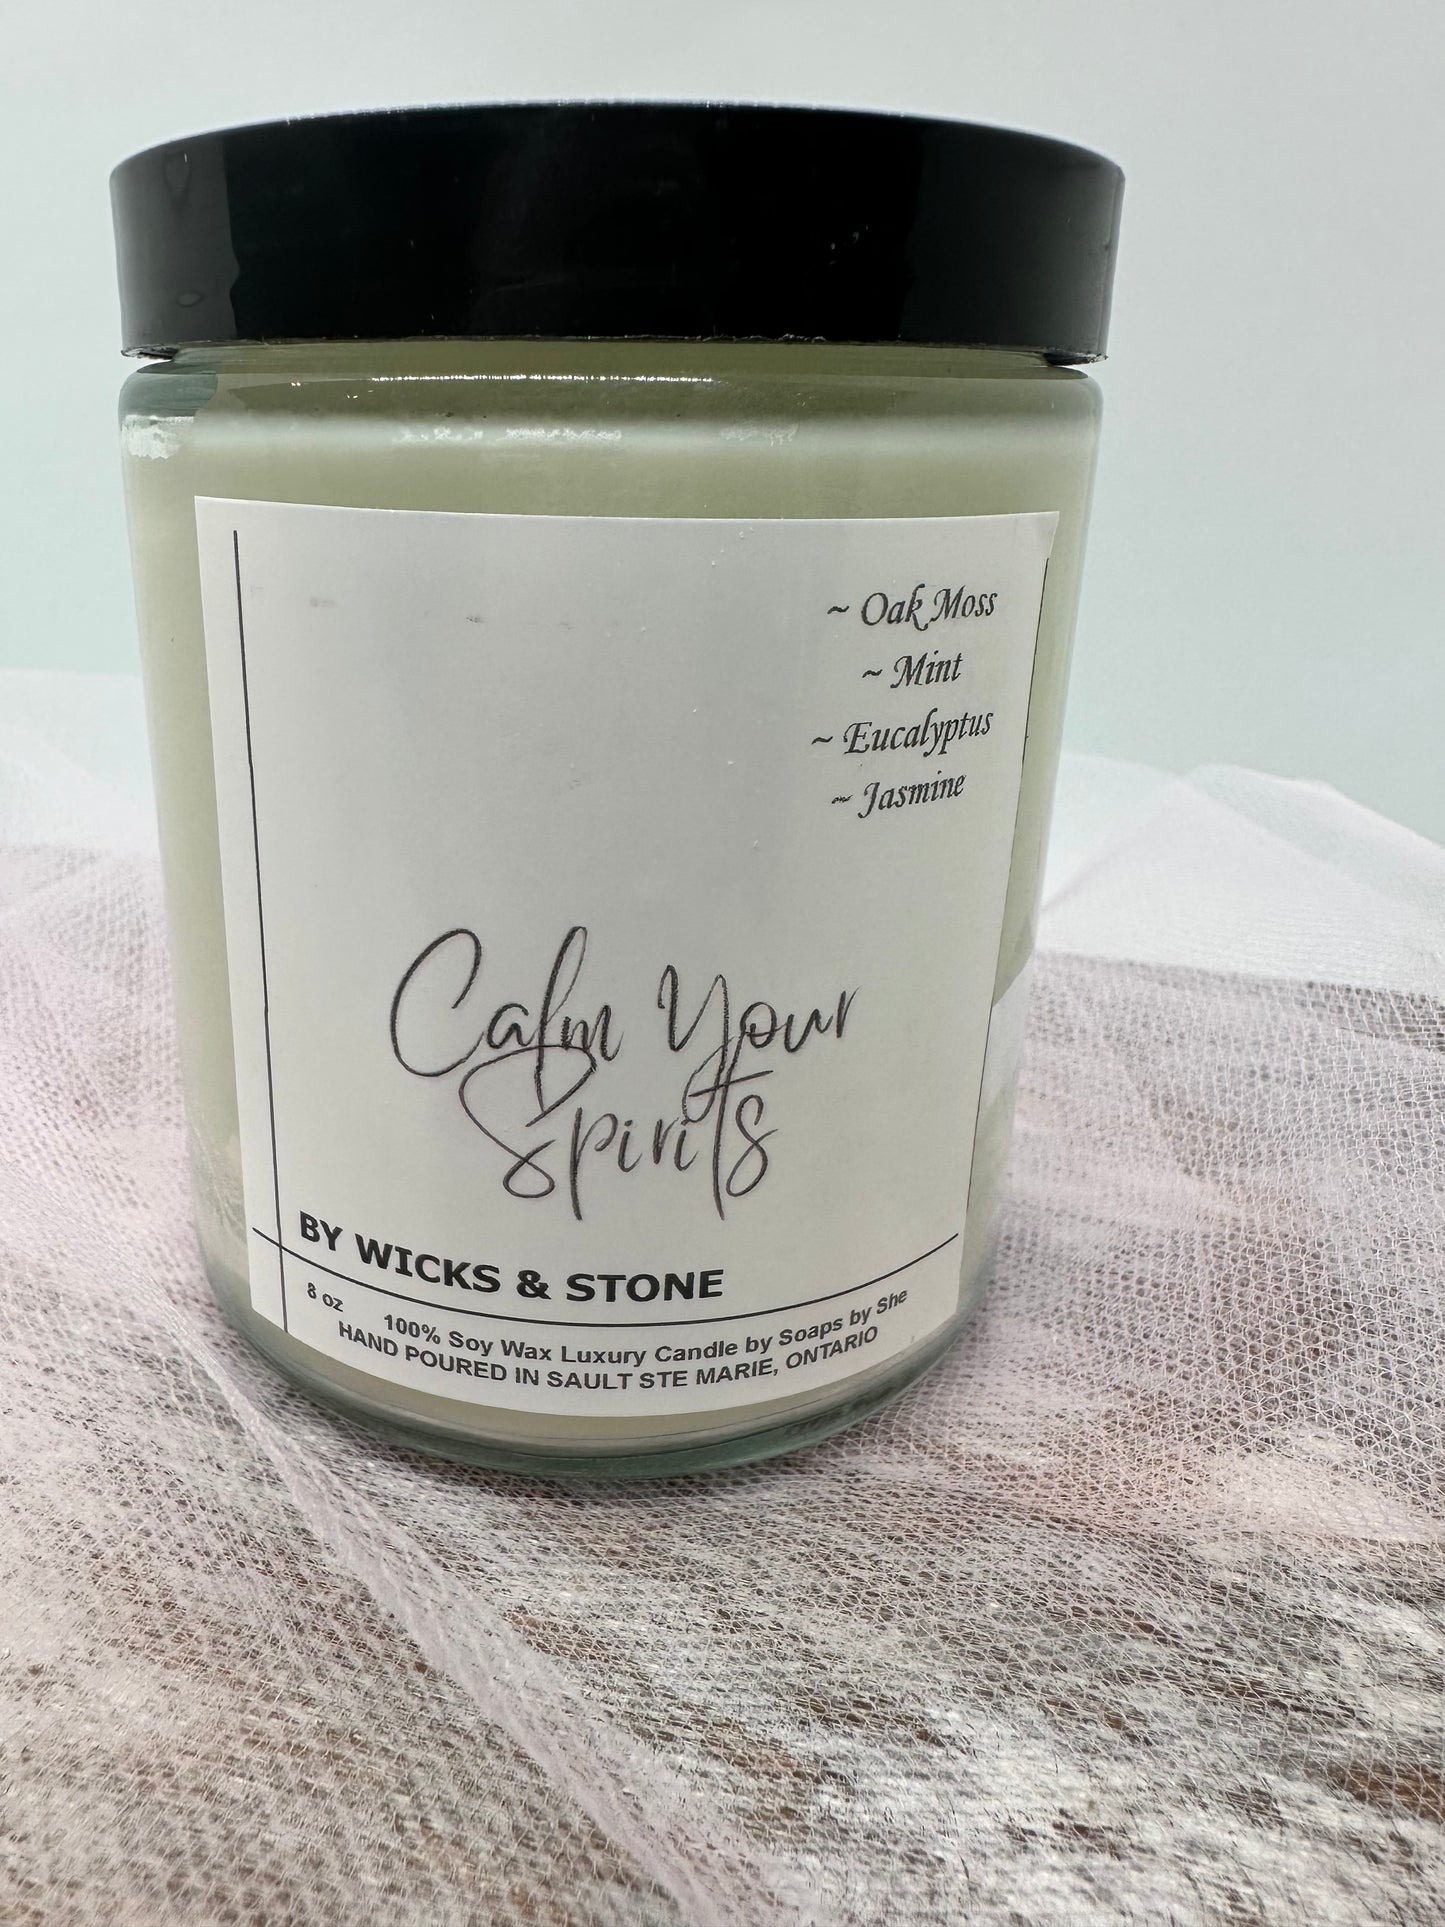 ~ Oak Moss
~ Mint
~ Eucalyptus
~ Jasmine
Calm Your
Spirits
BY WICKS & STONE
8 oz 100% Soy Wax Luxury Candle by Soaps by She
HAND POURED IN SAULT STE MARIE, ONTARIO